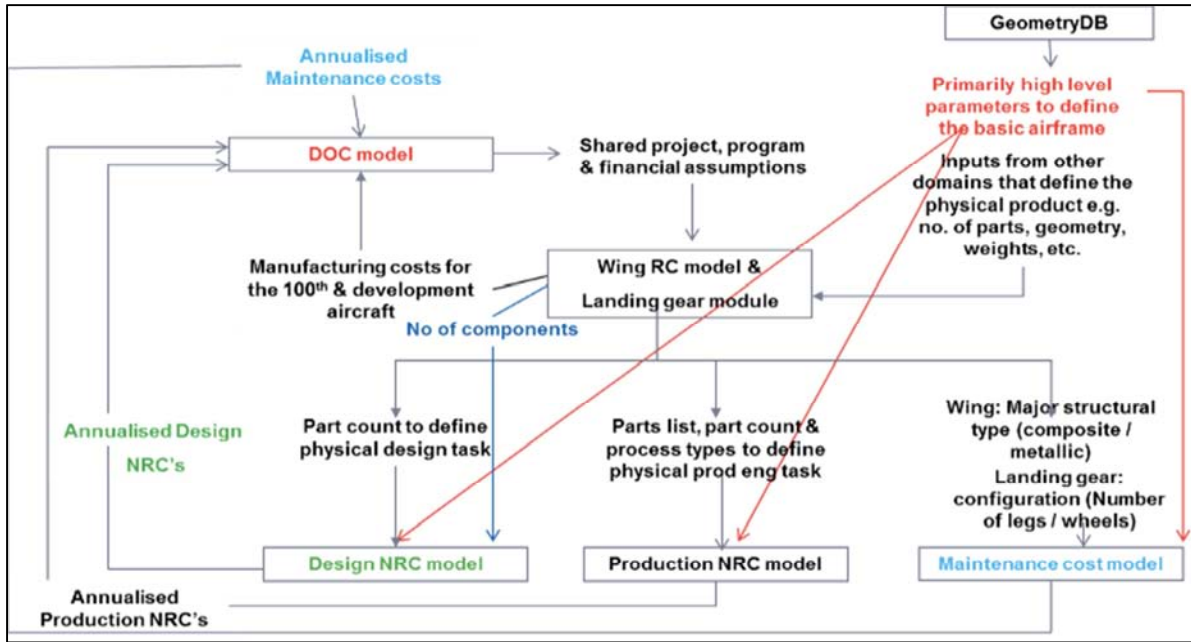 GeometryDB
Annualised
Maintenance costs
Primarily high level
parameters to define
the basic airframe
DOC model
Shared project, program
& financial assumptions
Inputs from other
domains that define the
physical product e.g.
no. of parts, geometry,
weights, etc.
Manufacturing costs for
the 100th & development
aircraft
Wing RC model &
Landing gear module
No of components
Annualised Design
NRC's
Part count to define
physical design task
Parts list, part count &
process types to define
physical prod eng task
Wing: Major structural
type (composite /
metallic)
Landing gear:
configuration (Number
of legs / wheels)
Design NRC model
Production NRC model
Maintenance cost model
Annualised
Production NRC's